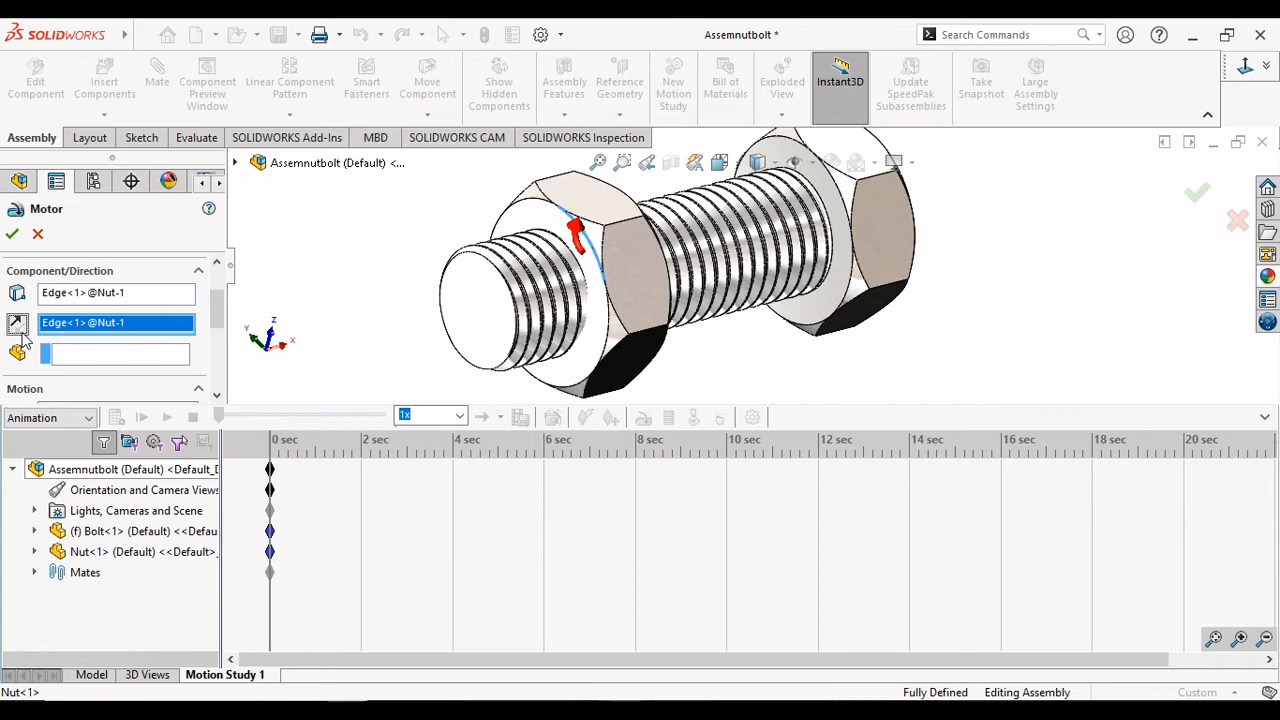 SOLIDWORKS
Assemnutbolt *
Search Commands
Edit Component
Insert Components
Mate
Component Preview Window
Linear Component Pattern
Smart Fasteners
Move Component
Show Hidden Components
Assembly Features
Reference Geometry
New Motion Study
Bill of Materials
Exploded View
Instant3D
Update SpeedPak Subassemblies
Take Snapshot
Large Assembly Settings
Assembly
Layout
Sketch
Evaluate
SOLIDWORKS Add-Ins
MBD
SOLIDWORKS CAM
SOLIDWORKS Inspection
Assemnutbolt (Default) <...
Motor
Component/Direction
Edge<1>@Nut-1
Edge<1>@Nut-1
Motion
Y
Z
X
Animation
1x
0 sec
2 sec
4 sec
6 sec
8 sec
10 sec
12 sec
14 sec
16 sec
18 sec
20 sec
Assemnutbolt (Default) <Default_D
Orientation and Camera Views
Lights, Cameras and Scene
(f) Bolt<1> (Default) <<Defau
Nut<1> (Default) <<Default>_
Mates
Model
3D Views
Motion Study 1
Nut<1>
Fully Defined
Editing Assembly
Custom